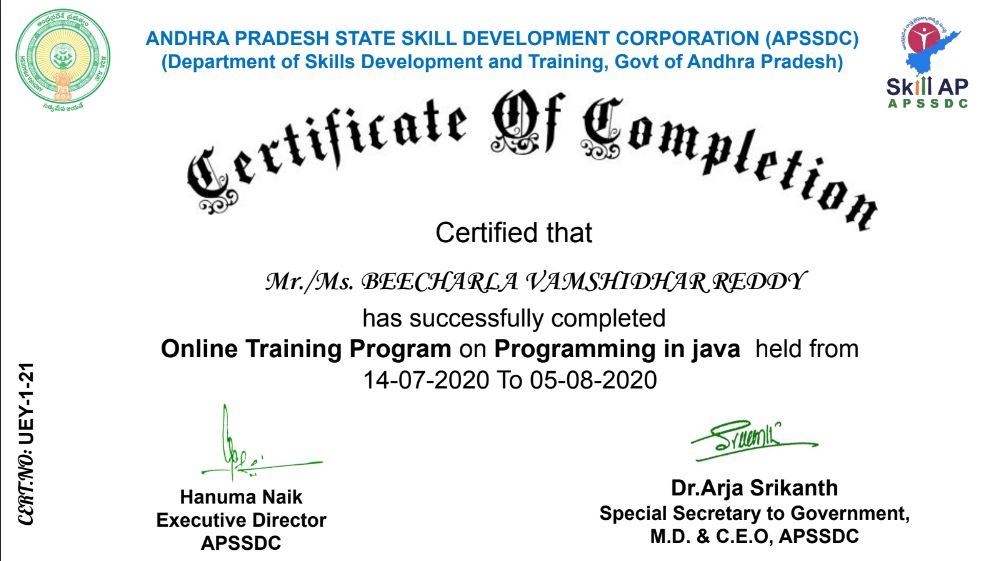 ANDHRA PRADESH STATE SKILL DEVELOPMENT CORPORATION (APSSDC)
(Department of Skills Development and Training, Govt of Andhra Pradesh)
Skill AP
APSSDC
Certificate Of Completion
Certified that
Mr./Ms. BEECHARLA VAMSHIDHAR REDDY
has successfully completed
Online Training Program on Programming in java held from
14-07-2020 To 05-08-2020
CERT.NO: UEY-1-21
Hanuma Naik
Executive Director
APSSDC
Dr.Arja Srikanth
Special Secretary to Government,
M.D. & C.E.O, APSSDC